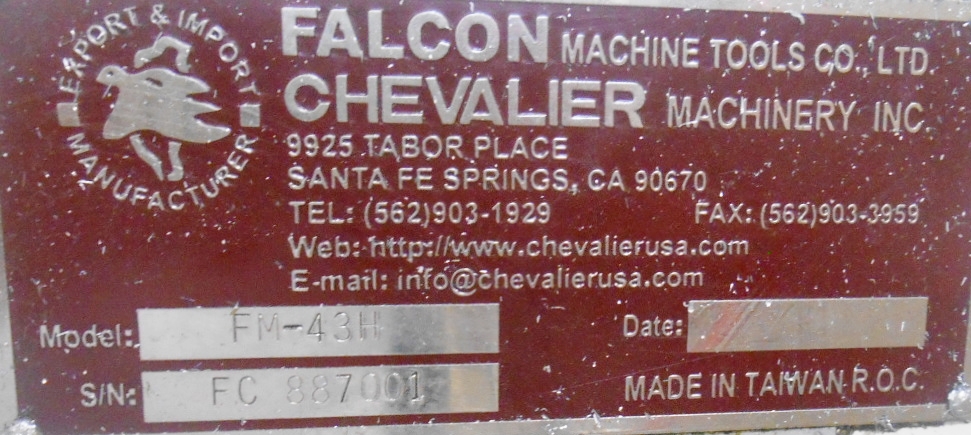 EXPORT & IMPORT
MANUFACTURER
FALCON MACHINE TOOLS CO., LTD.
CHEVALIER MACHINERY INC.
9925 TABOR PLACE
SANTA FE SPRINGS, CA 90670
TEL: (562)903-1929 FAX: (562)903-3959
Web: http://www.chevalierusa.com
E-mail: info@chevalierusa.com
Model: FM-43H Date:
S/N: FC 887001 MADE IN TAIWAN R.O.C.